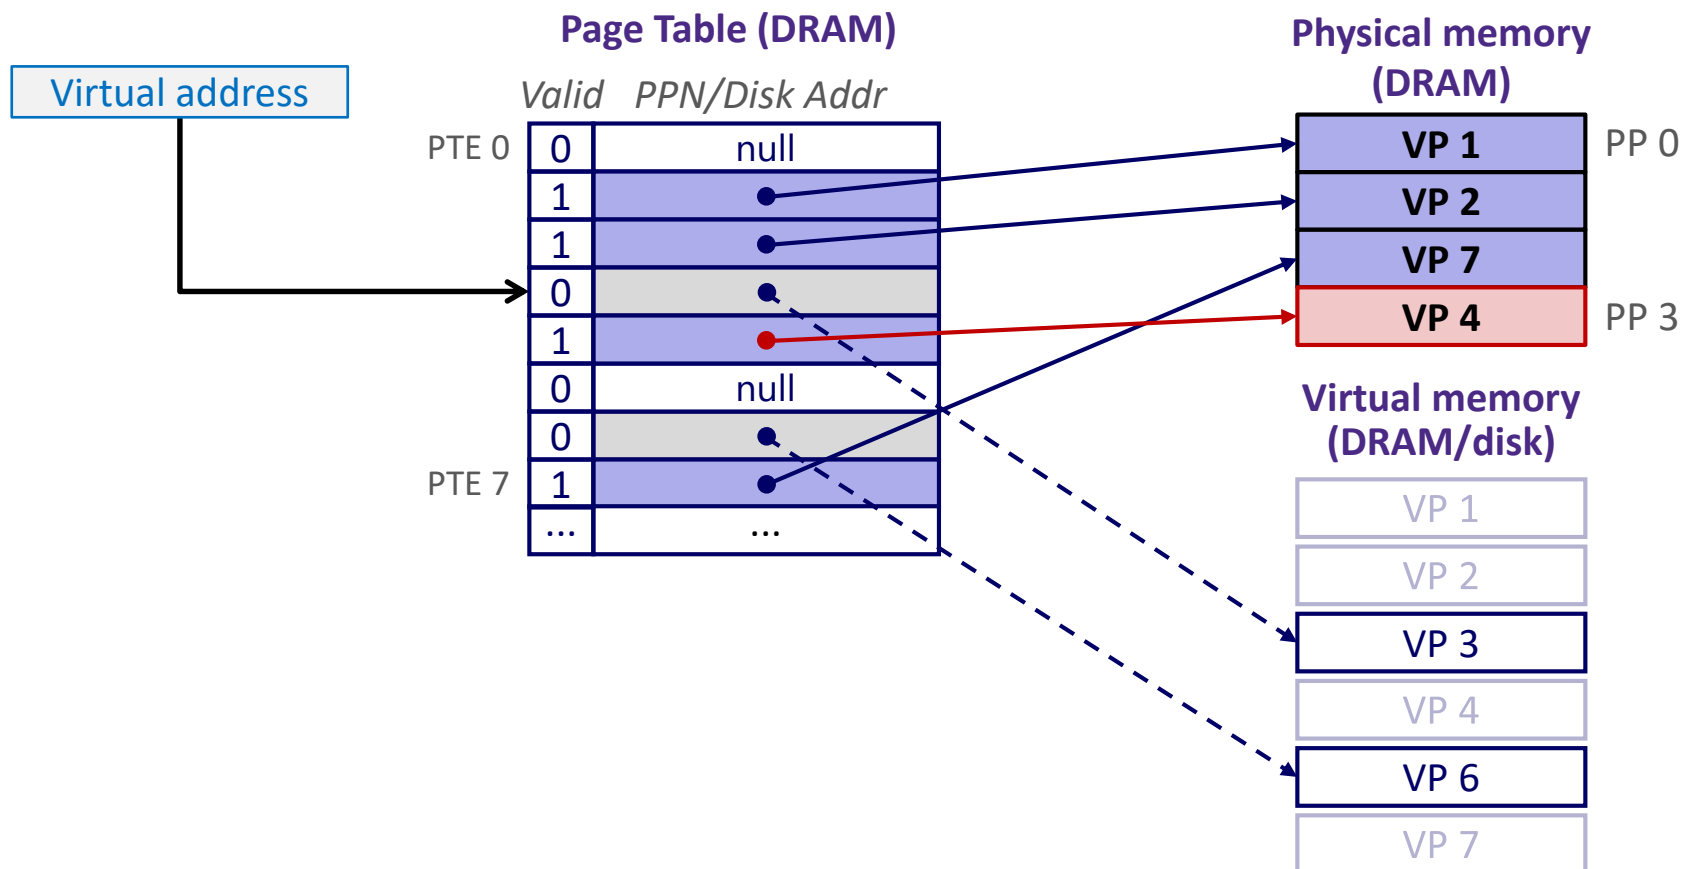 Page Table (DRAM)
Physical memory
(DRAM)
Virtual address
Valid PPN/Disk Addr
PTE 0 0 null
1
1
0
1
0 null
0
PTE 7 1
... ...
VP 1 PP 0
VP 2
VP 7
VP 4 PP 3
Virtual memory
(DRAM/disk)
VP 1
VP 2
VP 3
VP 4
VP 6
VP 7